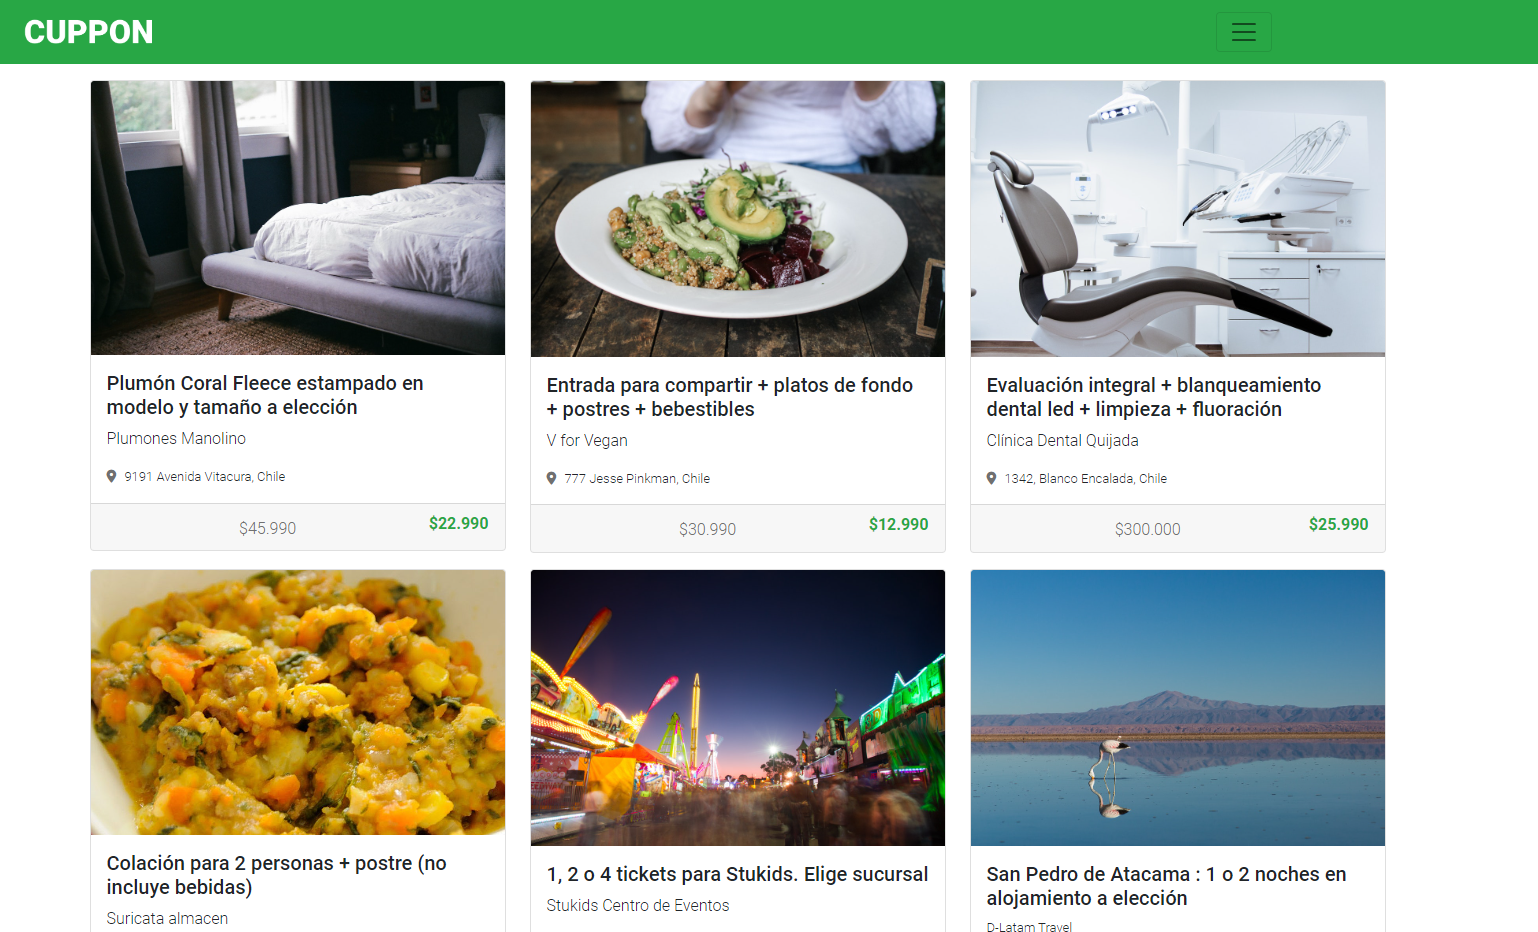 CUPPON
Plumón Coral Fleece estampado en
modelo y tamaño a elección
Plumones Manolino
9191 Avenida Vitacura, Chile
$45.990
$22.990
Entrada para compartir + platos de fondo
+ postres + bebestibles
V for Vegan
777 Jesse Pinkman, Chile
$30.990
$12.990
Evaluación integral + blanqueamiento
dental led + limpieza + fluoración
Clínica Dental Quijada
1342, Blanco Encalada, Chile
$300.000
$25.990
Colación para 2 personas + postre (no
incluye bebidas)
Suricata almacen
1, 2 o 4 tickets para Stukids. Elige sucursal
Stukids Centro de Eventos
San Pedro de Atacama : 1 o 2 noches en
alojamiento a elección
D-Latam Travel